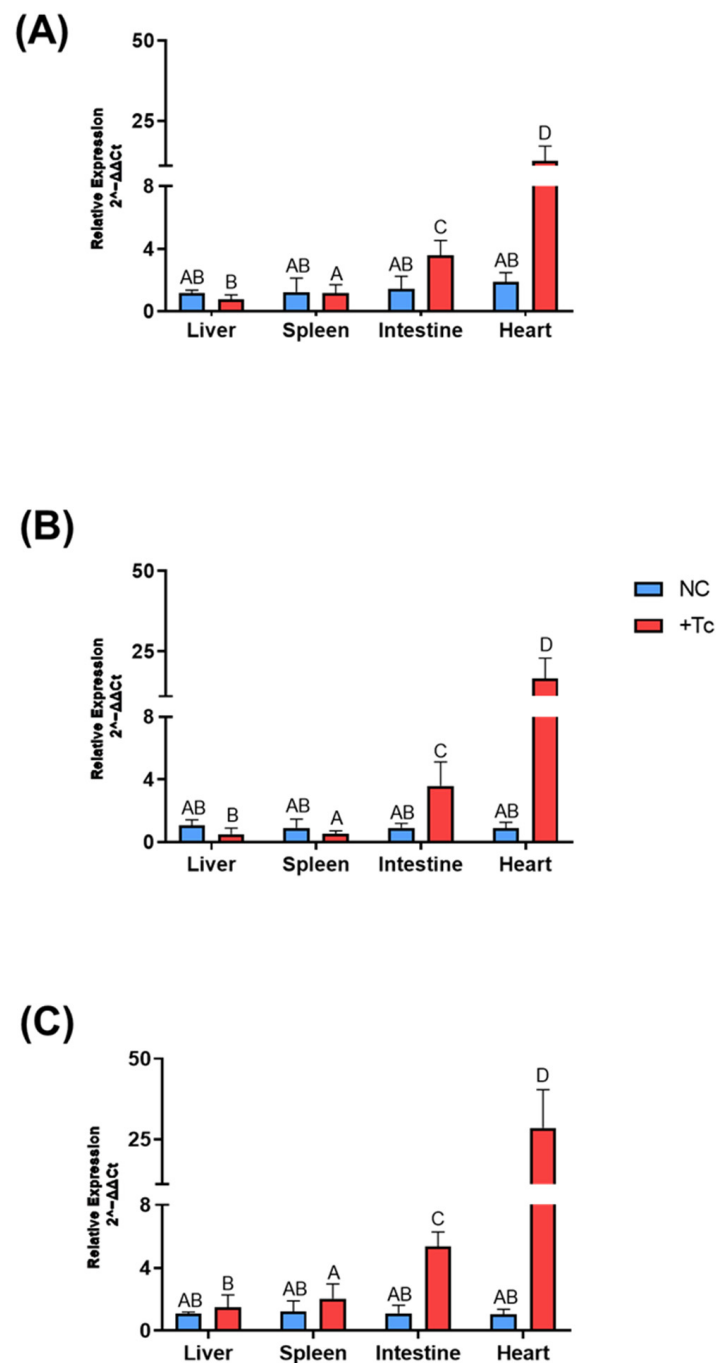 (A)
50
25
8
4
0
Relative Expression
2^-ΔΔCt
AB
B
AB
A
AB
C
AB
D
Liver
Spleen
Intestine
Heart
(B)
50
25
8
4
0
Relative Expression
2^-ΔΔCt
AB
B
AB
A
AB
C
AB
D
Liver
Spleen
Intestine
Heart
NC
+Tc
(C)
50
25
8
4
0
Relative Expression
2^-ΔΔCt
AB
B
AB
A
AB
C
AB
D
Liver
Spleen
Intestine
Heart